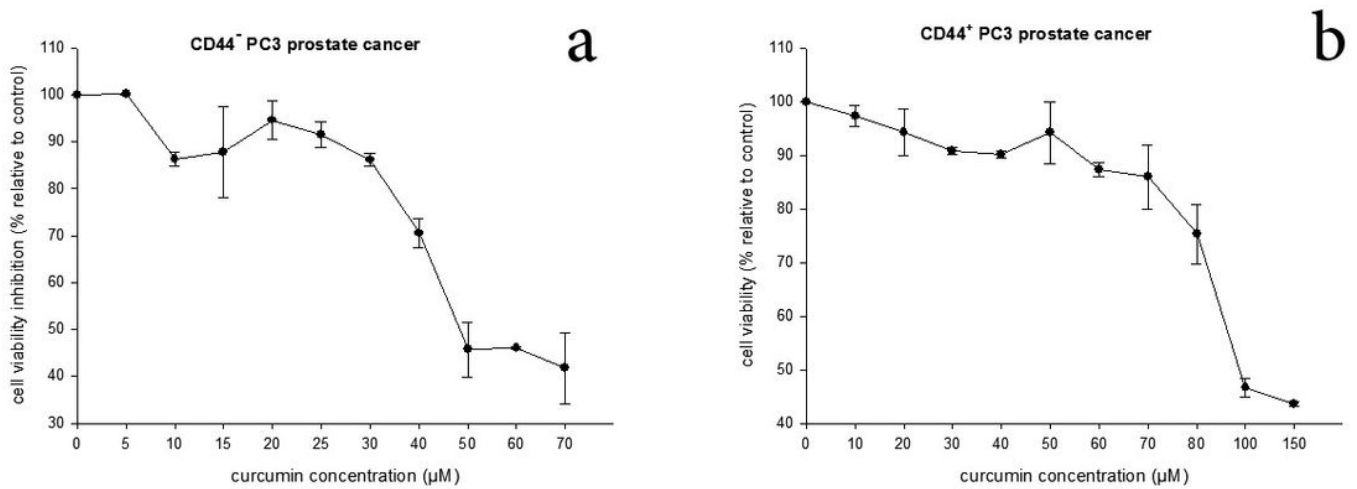 CD44⁻ PC3 prostate cancer
a
cell viability inhibition (% relative to control)
110
100
90
80
70
60
50
40
30
0 5 10 15 20 25 30 40 50 60 70
curcumin concentration (µM)
CD44⁺ PC3 prostate cancer
b
cell viability (% relative to control)
110
100
90
80
70
60
50
40
0 10 20 30 40 50 60 70 80 100 150
curcumin concentration (µM)